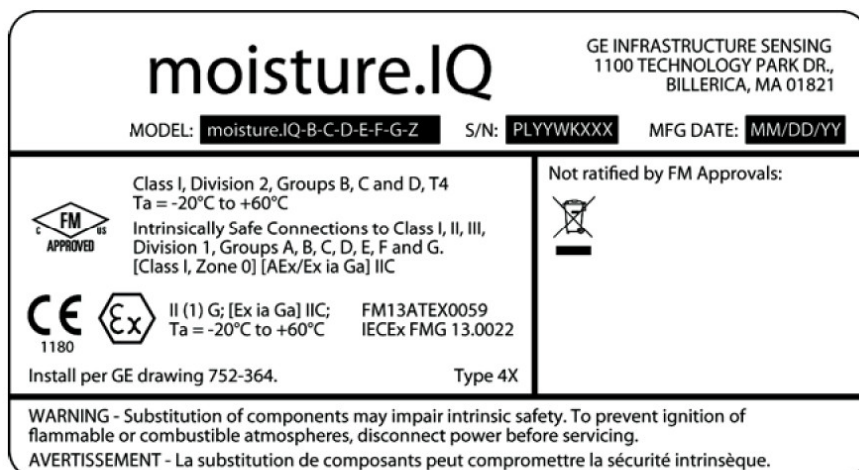 moisture.IQ
GE INFRASTRUCTURE SENSING
1100 TECHNOLOGY PARK DR.,
BILLERICA, MA 01821
MODEL: moisture.IQ-B-C-D-E-F-G-Z S/N: PLYYWKXXX MFG DATE: MM/DD/YY
Class I, Division 2, Groups B, C and D, T4
Ta = -20°C to +60°C
Intrinsically Safe Connections to Class I, II, III,
Division 1, Groups A, B, C, D, E, F and G.
[Class I, Zone 0] [AEx/Ex ia Ga] IIC
C FM US
APPROVED
CE
1180
Ex
II (1) G; [Ex ia Ga] IIC;
Ta = -20°C to +60°C
FM13ATEX0059
IECEx FMG 13.0022
Install per GE drawing 752-364. Type 4X
Not ratified by FM Approvals:
WARNING - Substitution of components may impair intrinsic safety. To prevent ignition of
flammable or combustible atmospheres, disconnect power before servicing.
AVERTISSEMENT - La substitution de composants peut compromettre la sécurité intrinsèque.